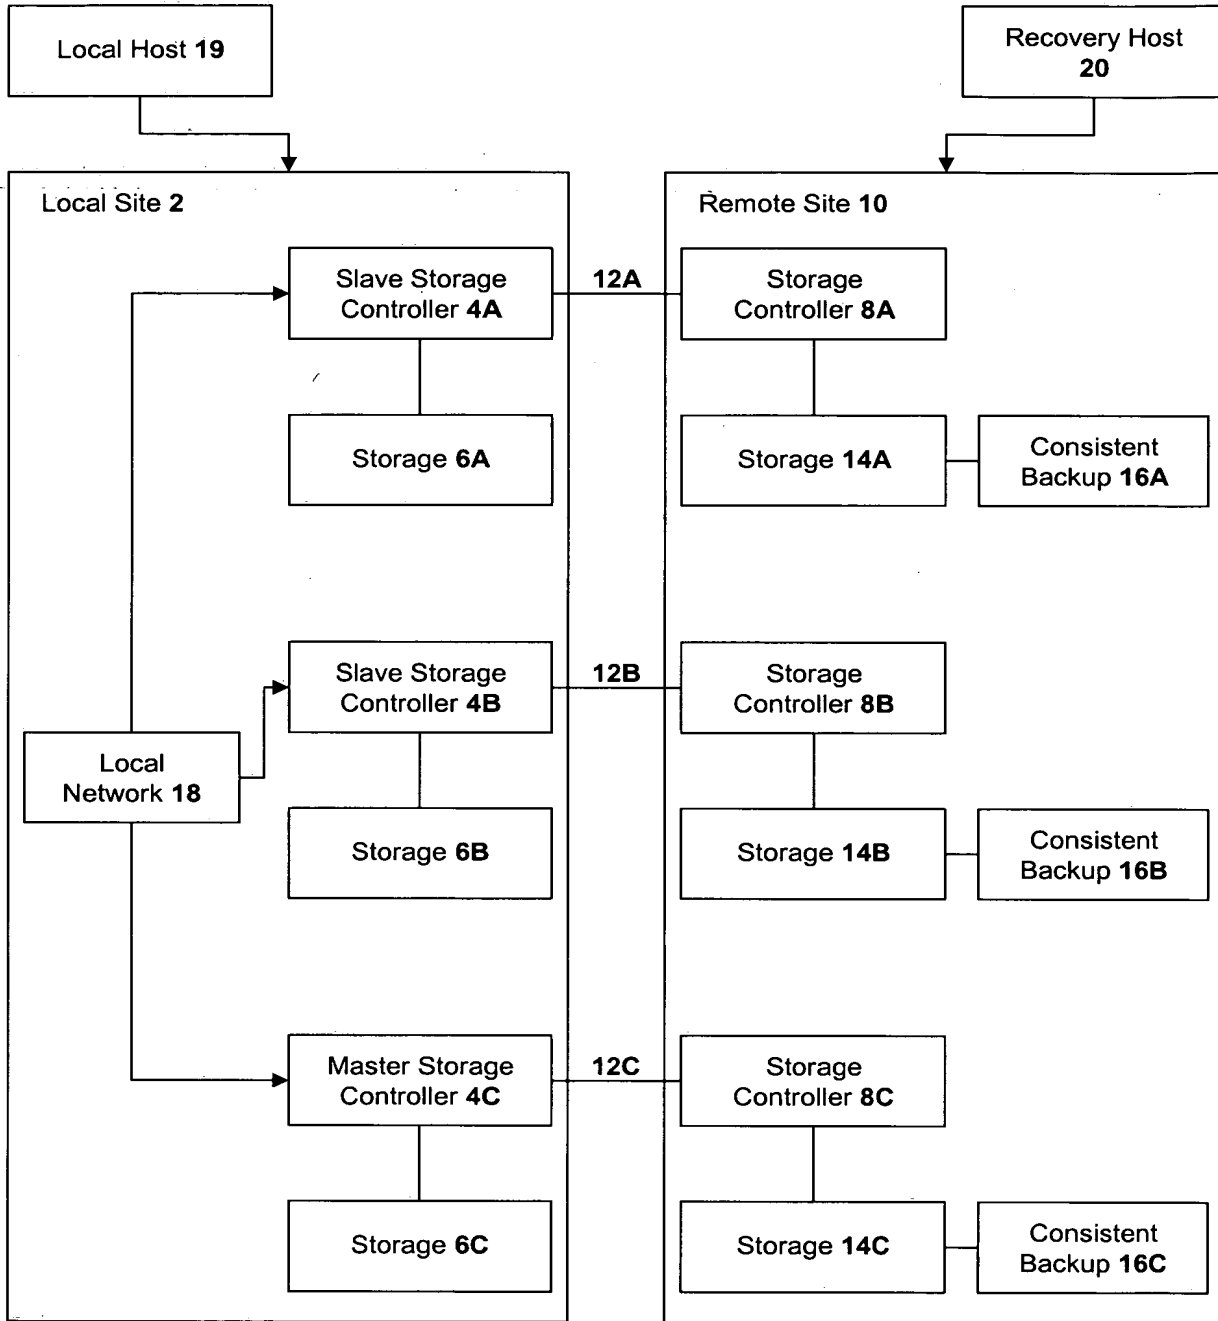 Local Host 19
Recovery Host
20
Local Site 2
Remote Site 10
Slave Storage
Controller 4A
12A
Storage
Controller 8A
Storage 6A
Storage 14A
Consistent
Backup 16A
Slave Storage
Controller 4B
12B
Storage
Controller 8B
Local
Network 18
Storage 6B
Storage 14B
Consistent
Backup 16B
Master Storage
Controller 4C
12C
Storage
Controller 8C
Storage 6C
Storage 14C
Consistent
Backup 16C